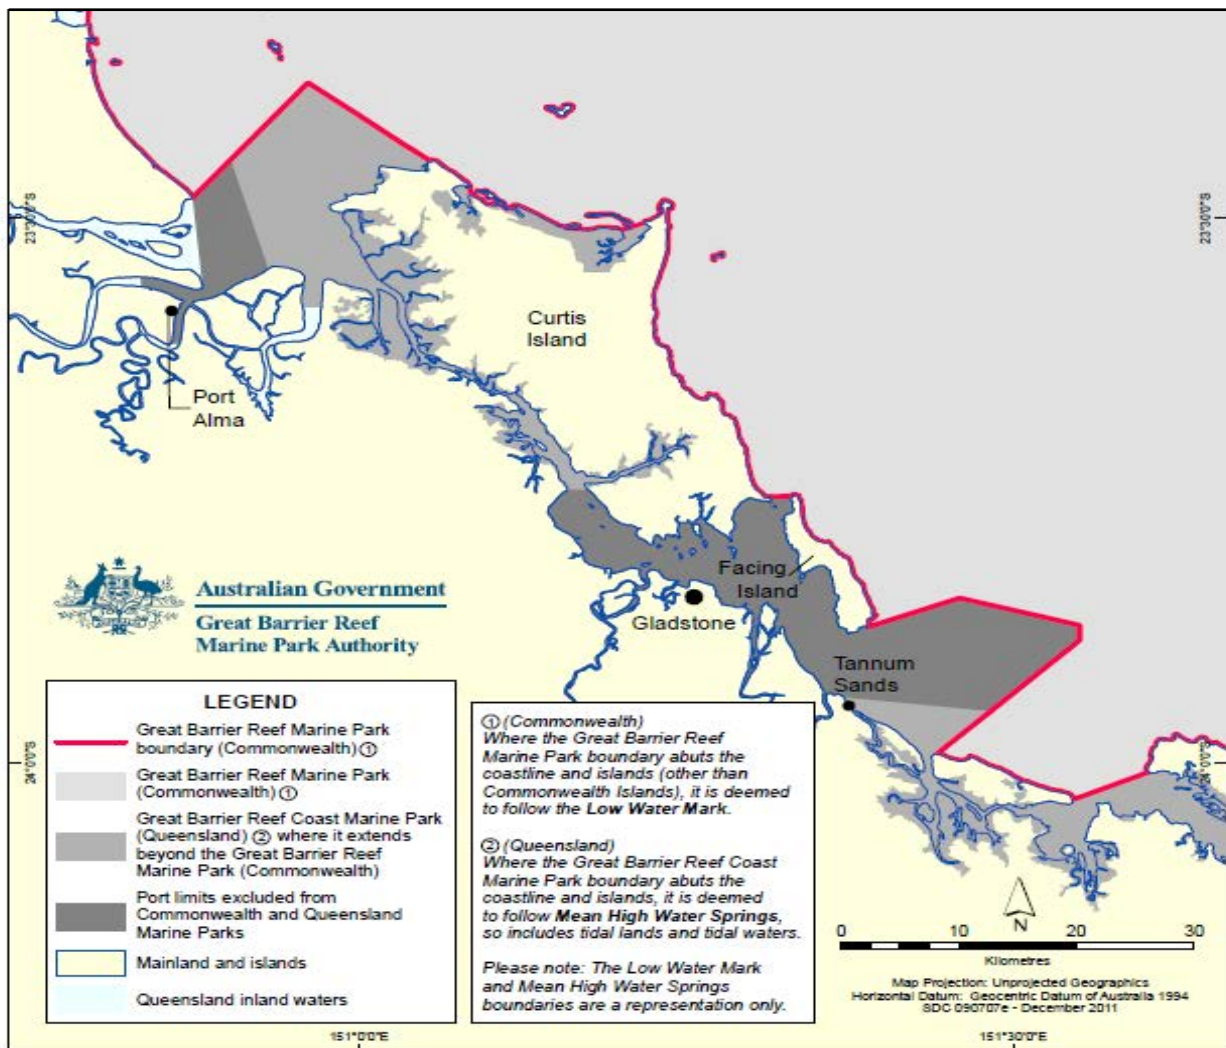 23°30'0"S
23°30'0"S
Curtis
Island
Port
Alma
Facing
Island
Gladstone
Tannum
Sands
Australian Government
Great Barrier Reef
Marine Park Authority
24°0'0"S
24°0'0"S
LEGEND
Great Barrier Reef Marine Park
boundary (Commonwealth) ①
Great Barrier Reef Marine Park
(Commonwealth) ①
Great Barrier Reef Coast Marine Park
(Queensland) ② where it extends
beyond the Great Barrier Reef
Marine Park (Commonwealth)
Port limits excluded from
Commonwealth and Queensland
Marine Parks
Mainland and islands
Queensland inland waters
① (Commonwealth)
Where the Great Barrier Reef
Marine Park boundary abuts the
coastline and islands (other than
Commonwealth Islands), it is deemed
to follow the Low Water Mark.
② (Queensland)
Where the Great Barrier Reef Coast
Marine Park boundary abuts the
coastline and islands, it is deemed
to follow Mean High Water Springs,
so includes tidal lands and tidal waters.
Please note: The Low Water Mark
and Mean High Water Springs
boundaries are a representation only.
N
0 10 20 30
Kilometres
Map Projection: Unprojected Geographics
Horizontal Datum: Geocentric Datum of Australia 1994
SDC 090707e - December 2011
151°0'0"E
151°30'0"E